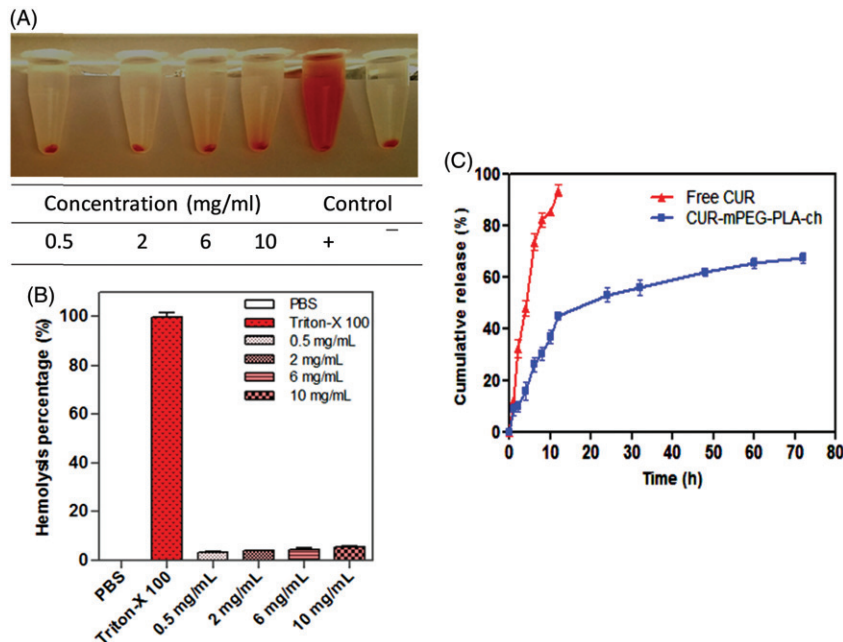 (A)
Concentration (mg/ml) Control
0.5 2 6 10 + −
(B)
Hemolysis percentage (%)
100
80
60
40
20
0
PBS
Triton-X 100
0.5 mg/mL
2 mg/mL
6 mg/mL
10 mg/mL
PBS
Triton-X 100
0.5 mg/mL
2 mg/mL
6 mg/mL
10 mg/mL
(C)
Cumulative release (%)
100
80
60
40
20
0
Free CUR
CUR-mPEG-PLA-ch
0 10 20 30 40 50 60 70 80
Time (h)